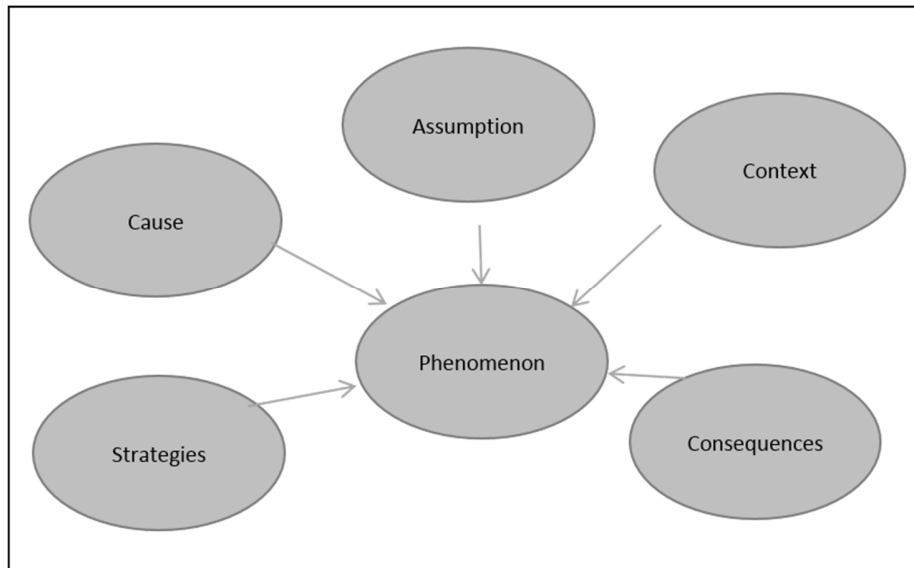 Assumption
Context
Cause
Phenomenon
Strategies
Consequences